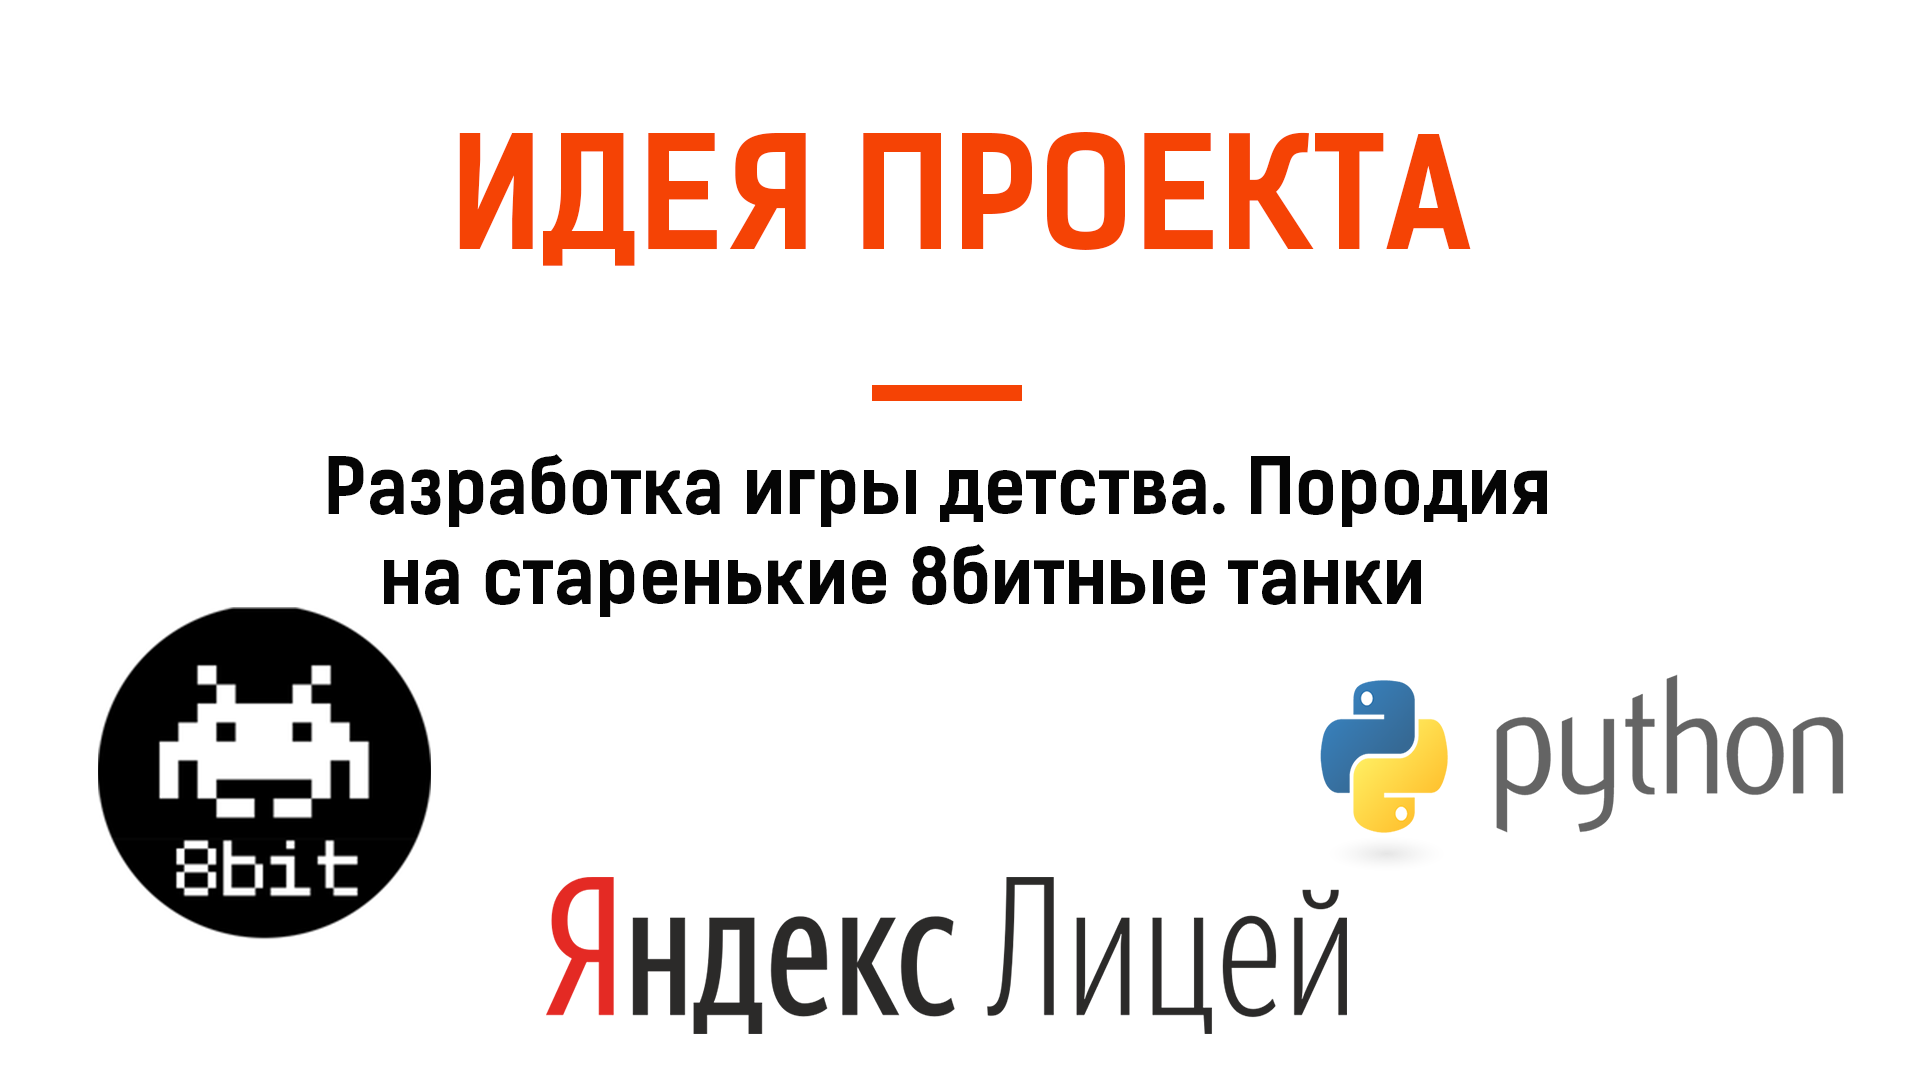 ИДЕЯ ПРОЕКТА
Разработка игры детства. Породия
на старенькие 8битные танки
8bit
python
Яндекс Лицей